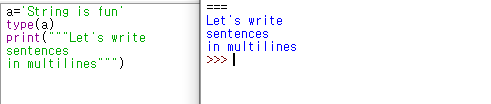 a='String is fun'
type(a)
print("""Let's write
sentences
in multilines""")
===
Let's write
sentences
in multilines
>>>